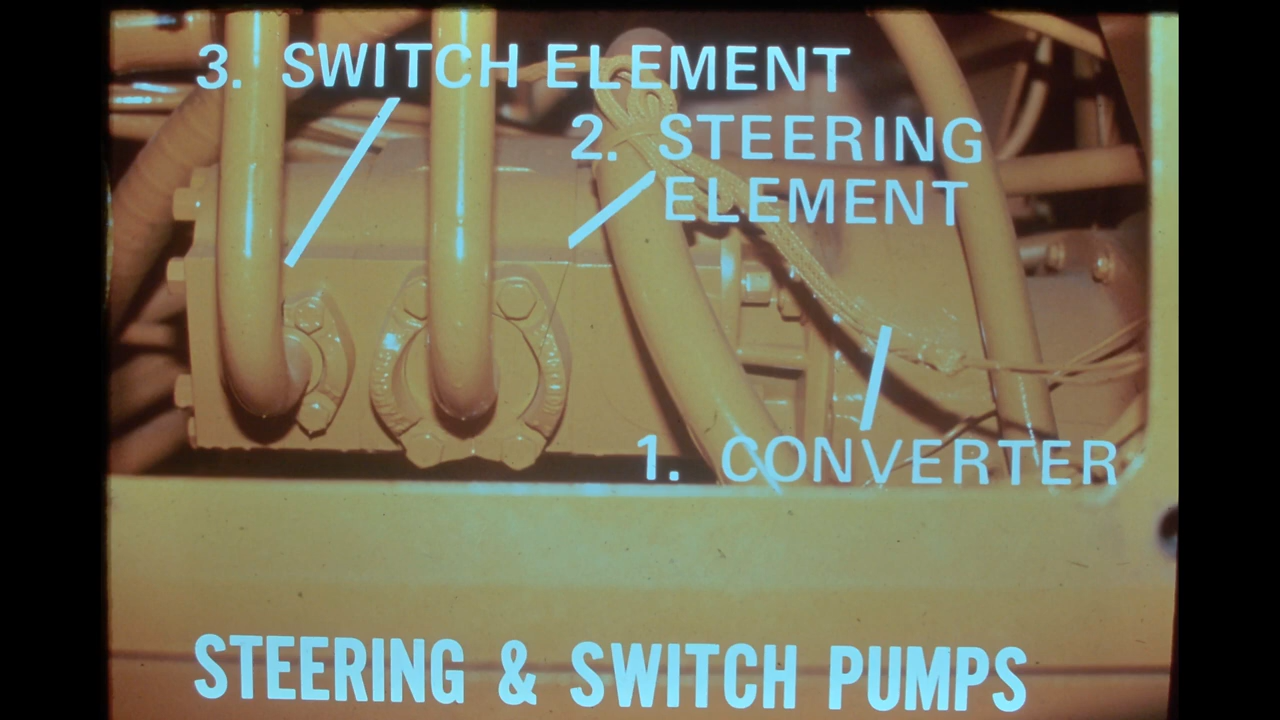 3. SWITCH ELEMENT
2. STEERING
ELEMENT
1. CONVERTER
STEERING & SWITCH PUMPS